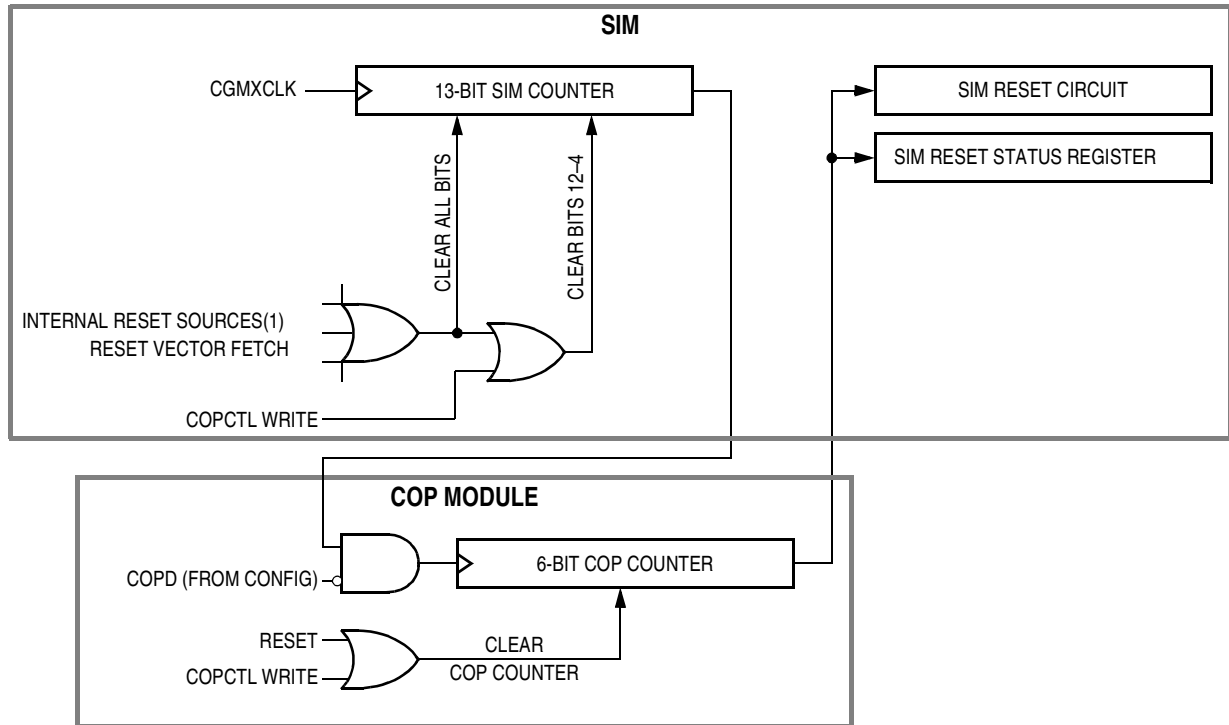 SIM
CGMXCLK
13-BIT SIM COUNTER
SIM RESET CIRCUIT
SIM RESET STATUS REGISTER
CLEAR ALL BITS
CLEAR BITS 12–4
INTERNAL RESET SOURCES(1)
RESET VECTOR FETCH
COPCTL WRITE
COP MODULE
6-BIT COP COUNTER
COPD (FROM CONFIG)
RESET
CLEAR
COPCTL WRITE
COP COUNTER